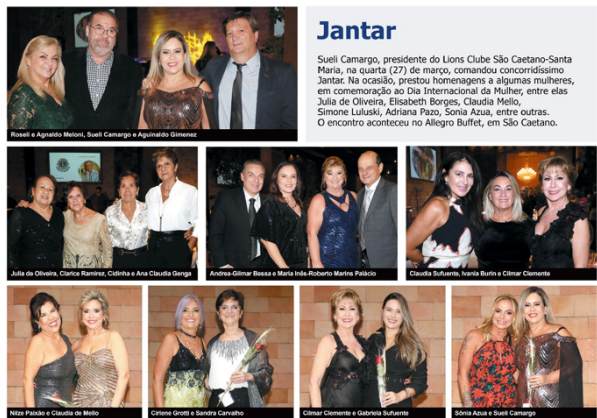 Jantar
Sueli Camargo, presidente do Lions Clube São Caetano-Santa
Maria, na quarta (27) de março, comandou concorridíssimo
Jantar. Na ocasião, prestou homenagens a algumas mulheres,
em comemoração ao Dia Internacional da Mulher, entre elas
Julia de Oliveira, Elisabeth Borges, Claudia Mello,
Simone Luluski, Adriana Pazo, Sonia Azua, entre outras.
O encontro aconteceu no Allegro Buffet, em São Caetano.
Roseli e Agnaldo Meloni, Sueli Camargo e Aguinaldo Gimenez
Julia de Oliveira, Clarice Ramirez, Cidinha e Ana Claudia Genga
Andrea-Gilmar Bossa e Maria Inês-Roberto Marins Palácio
Claudia Sufuente, Ivania Burin e Cilmar Clemente
Nilze Paixão e Claudia de Mello
Cirlene Grotti e Sandra Carvalho
Cilmar Clemente e Gabriela Sufuente
Sônia Azua e Sueli Camargo